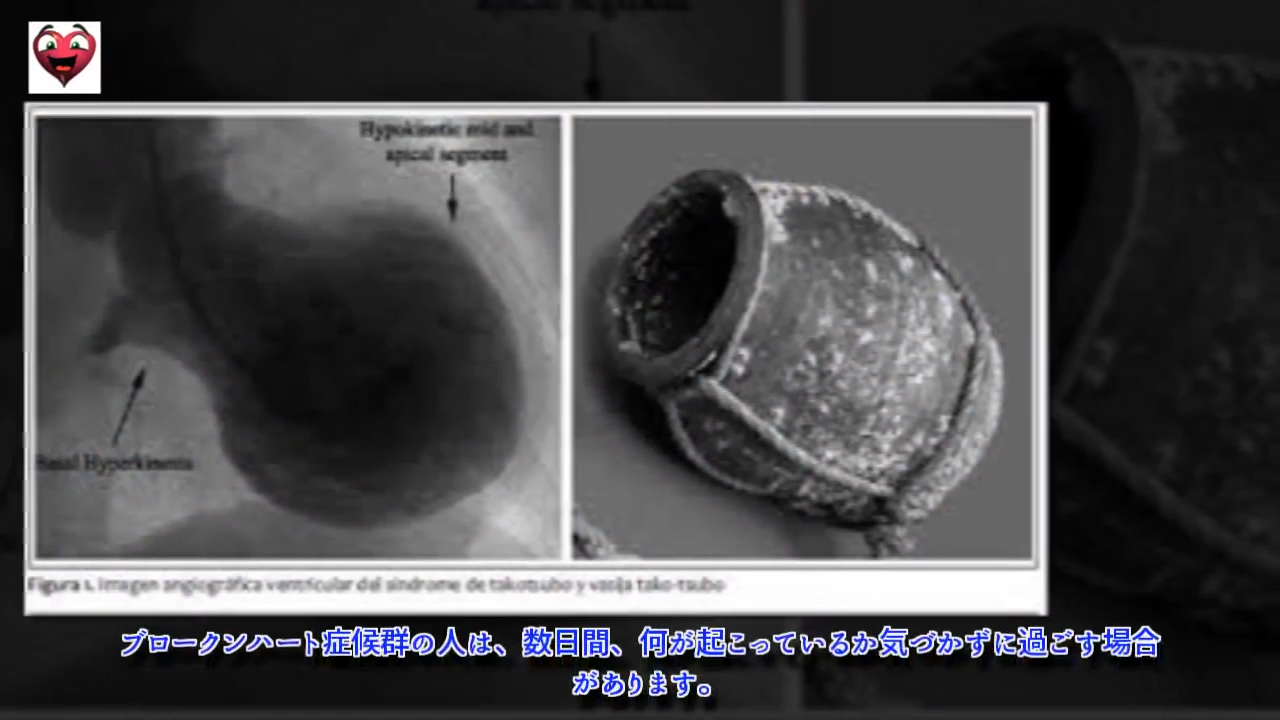 apical segment
Hypokinetic mid and
apical segment
Basal Hyperkinesia
Figura 1. Imagen angiográfica ventricular del síndrome de takotsubo y vasija tako-tsubo
ブロークンハート症候群の人は、数日間、何が起こっているか気づかずに過ごす場合
があります。